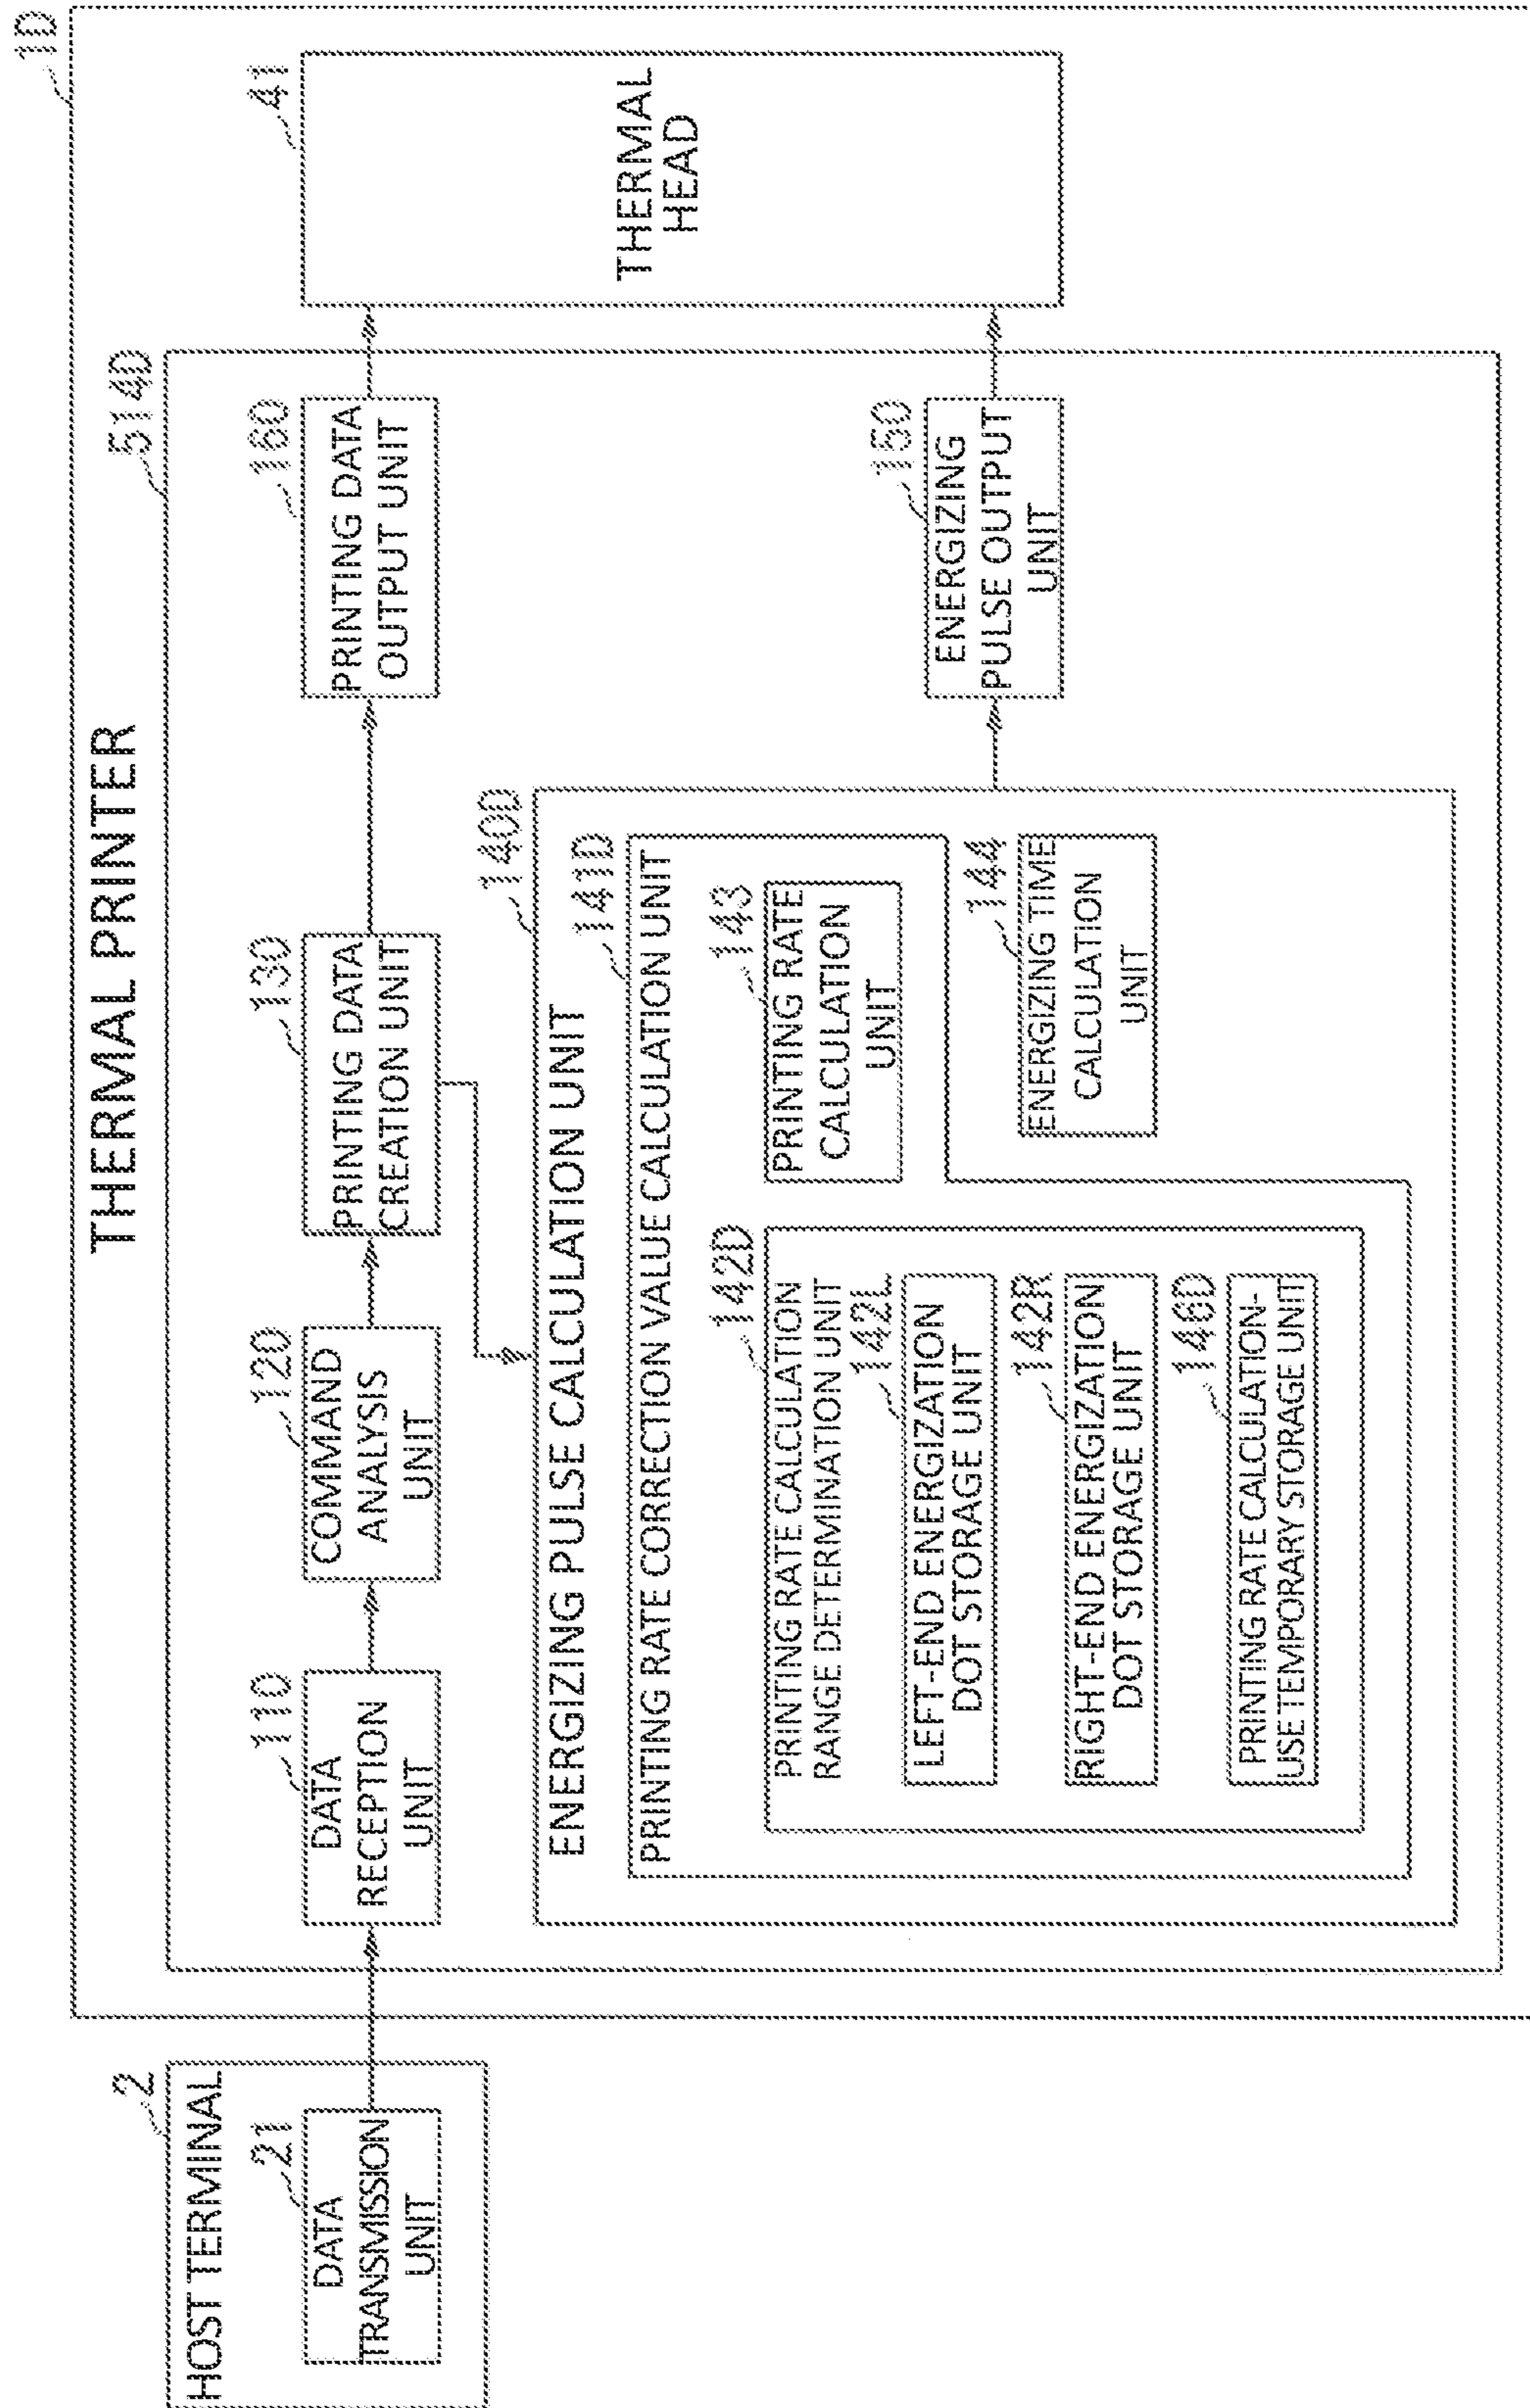 2
HOST TERMINAL
21
DATA
TRANSMISSION
UNIT
1D
THERMAL PRINTER
514D
110
DATA
RECEPTION
UNIT
120
COMMAND
ANALYSIS
UNIT
130
PRINTING DATA
CREATION UNIT
160
PRINTING DATA
OUTPUT UNIT
41
THERMAL
HEAD
140D
ENERGIZING PULSE CALCULATION UNIT
141D
PRINTING RATE CORRECTION VALUE CALCULATION UNIT
142D
PRINTING RATE CALCULATION
RANGE DETERMINATION UNIT
142L
LEFT-END ENERGIZATION
DOT STORAGE UNIT
142R
RIGHT-END ENERGIZATION
DOT STORAGE UNIT
146D
PRINTING RATE CALCULATION-
USE TEMPORARY STORAGE UNIT
143
PRINTING RATE
CALCULATION
UNIT
144
ENERGIZING TIME
CALCULATION
UNIT
150
ENERGIZING
PULSE OUTPUT
UNIT